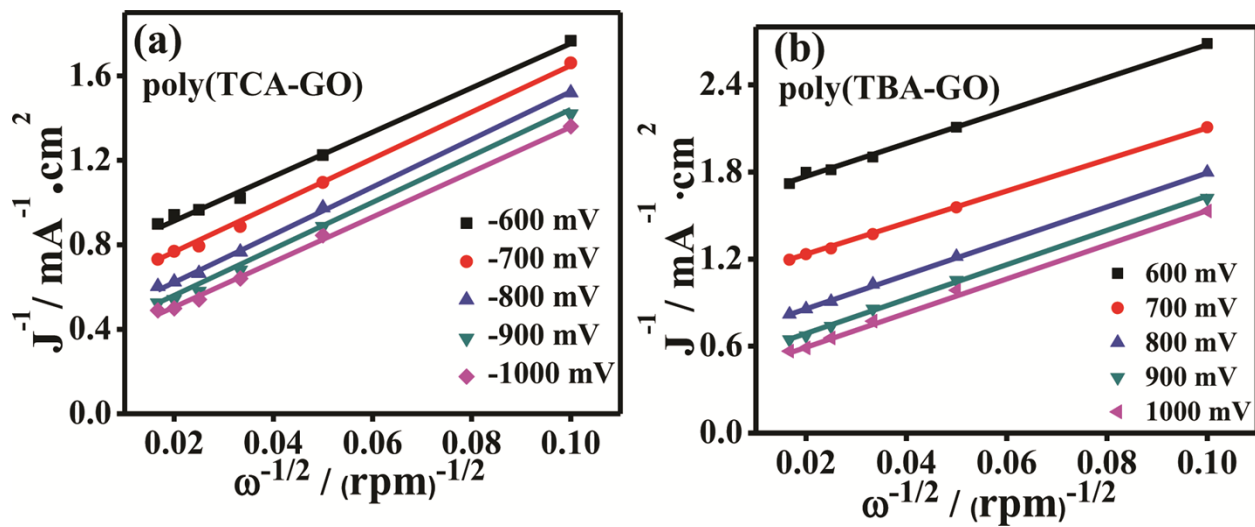 (a)
poly(TCA-GO)
J⁻¹ / mA⁻¹ .cm²
1.6
1.2
0.8
0.4
0.0
-600 mV
-700 mV
-800 mV
-900 mV
-1000 mV
0.02 0.04 0.06 0.08 0.10
ω⁻¹/² / (rpm)⁻¹/²
(b)
poly(TBA-GO)
J⁻¹ / mA⁻¹ .cm²
2.4
1.8
1.2
0.6
0.0
600 mV
700 mV
800 mV
900 mV
1000 mV
0.02 0.04 0.06 0.08 0.10
ω⁻¹/² / (rpm)⁻¹/²